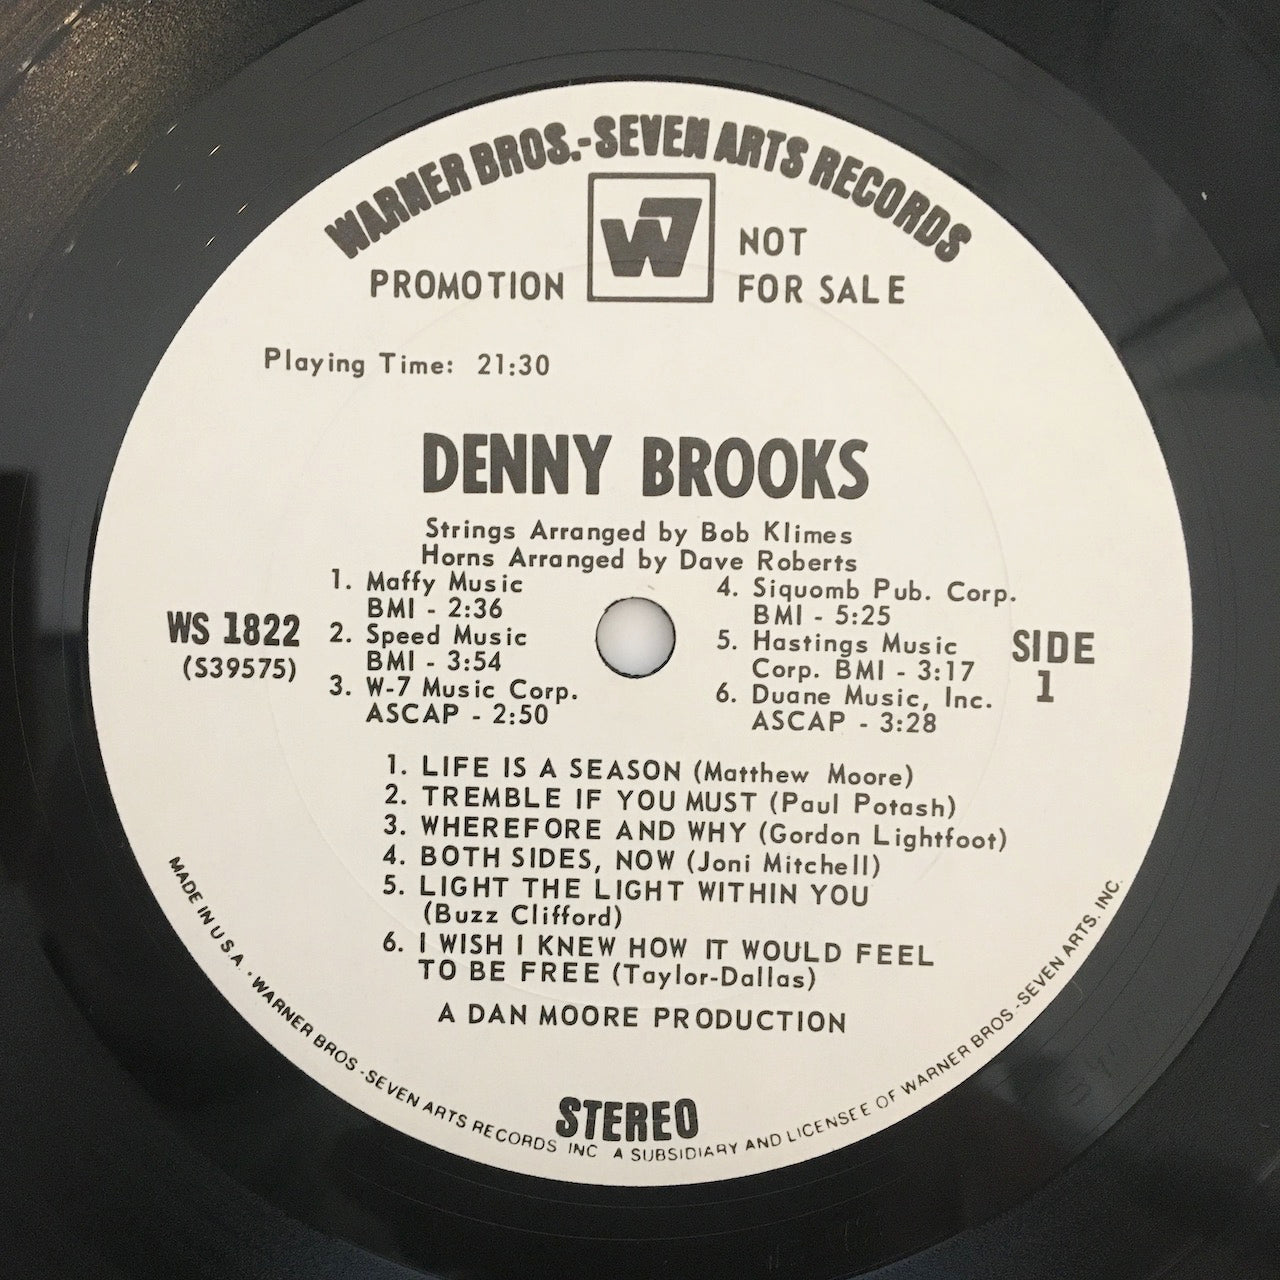 WARNER BROS.-SEVEN ARTS RECORDS
W7
PROMOTION
NOT
FOR SALE
Playing Time: 21:30
DENNY BROOKS
Strings Arranged by Bob Klimes
Horns Arranged by Dave Roberts
1. Maffy Music
BMI - 2:36
2. Speed Music
BMI - 3:54
3. W-7 Music Corp.
ASCAP - 2:50
4. Siquomb Pub. Corp.
BMI - 5:25
5. Hastings Music
Corp. BMI - 3:17
6. Duane Music, Inc.
ASCAP - 3:28
WS 1822
(S39575)
SIDE
1
1. LIFE IS A SEASON (Matthew Moore)
2. TREMBLE IF YOU MUST (Paul Potash)
3. WHEREFORE AND WHY (Gordon Lightfoot)
4. BOTH SIDES, NOW (Joni Mitchell)
5. LIGHT THE LIGHT WITHIN YOU
(Buzz Clifford)
6. I WISH I KNEW HOW IT WOULD FEEL
TO BE FREE (Taylor-Dallas)
A DAN MOORE PRODUCTION
STEREO
MADE IN U.S.A. • WARNER BROS.-SEVEN ARTS RECORDS INC A SUBSIDIARY AND LICENSEE OF WARNER BROS.-SEVEN ARTS. INC.